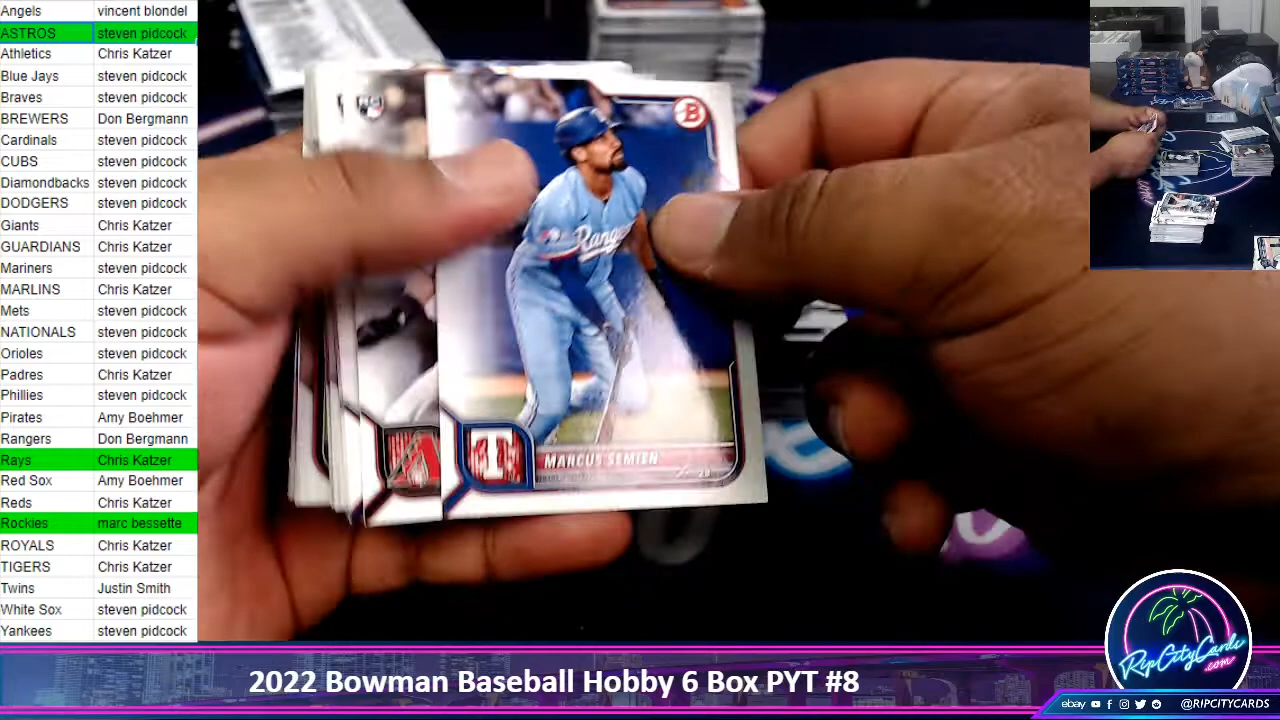 Angels vincent blondel
ASTROS steven pidcock
Athletics Chris Katzer
Blue Jays steven pidcock
Braves steven pidcock
BREWERS Don Bergmann
Cardinals steven pidcock
CUBS steven pidcock
Diamondbacks steven pidcock
DODGERS steven pidcock
Giants Chris Katzer
GUARDIANS Chris Katzer
Mariners steven pidcock
MARLINS Chris Katzer
Mets steven pidcock
NATIONALS steven pidcock
Orioles steven pidcock
Padres Chris Katzer
Phillies steven pidcock
Pirates Amy Boehmer
Rangers Don Bergmann
Rays Chris Katzer
Red Sox Amy Boehmer
Reds Chris Katzer
Rockies marc bessette
ROYALS Chris Katzer
TIGERS Chris Katzer
Twins Justin Smith
White Sox steven pidcock
Yankees steven pidcock
B
Rangers
T
MARCUS SEMIEN
2022 Bowman Baseball Hobby 6 Box PYT #8
RipCityCards
.com
ebay @RIPCITYCARDS